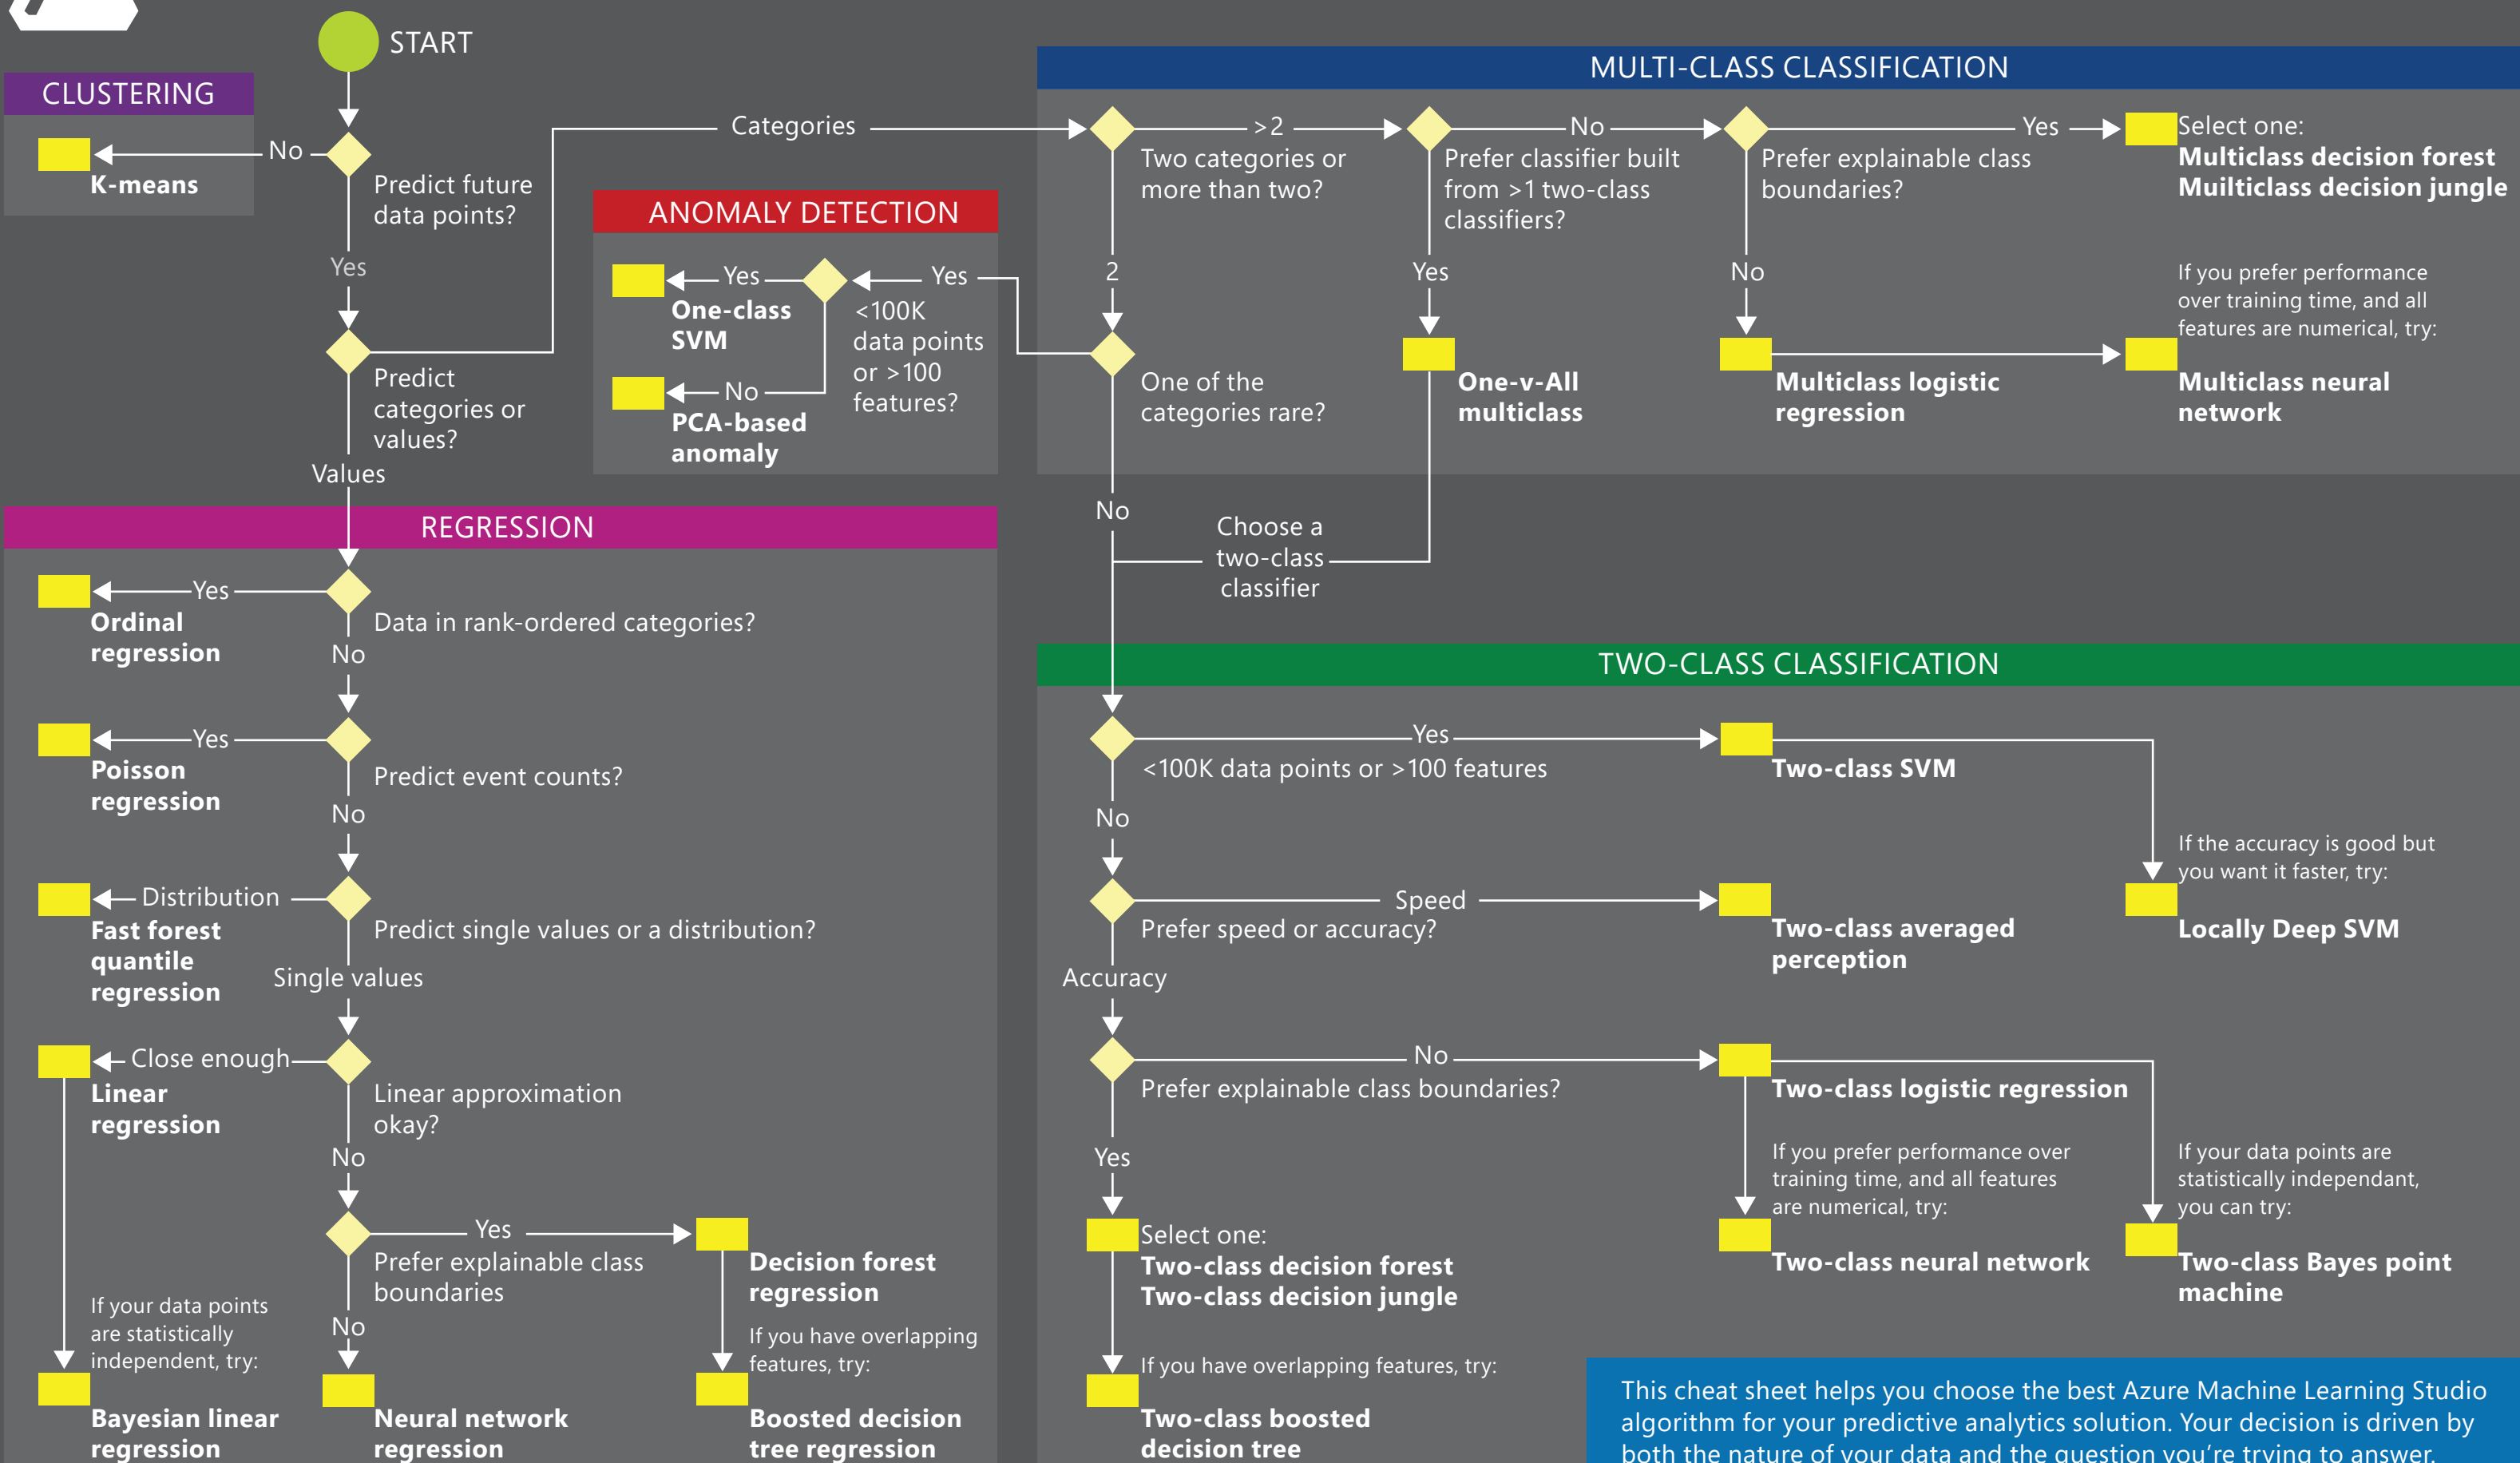 START
CLUSTERING
No
K-means
Predict future
data points?
Yes
Predict
categories or
values?
Categories
Values
ANOMALY DETECTION
Yes
One-class
SVM
Yes
<100K
data points
or >100
features?
No
PCA-based
anomaly
MULTI-CLASS CLASSIFICATION
Two categories or
more than two?
>2
Prefer classifier built
from >1 two-class
classifiers?
No
Prefer explainable class
boundaries?
Yes
Select one:
Multiclass decision forest
Muilticlass decision jungle
2
Yes
No
If you prefer performance
over training time, and all
features are numerical, try:
One of the
categories rare?
One-v-All
multiclass
Multiclass logistic
regression
Multiclass neural
network
No
Choose a
two-class
classifier
REGRESSION
Yes
Ordinal
regression
Data in rank-ordered categories?
No
Yes
Poisson
regression
Predict event counts?
No
Distribution
Fast forest
quantile
regression
Predict single values or a distribution?
Single values
Close enough
Linear
regression
Linear approximation
okay?
No
Yes
Prefer explainable class
boundaries
Decision forest
regression
If your data points
are statistically
independent, try:
No
If you have overlapping
features, try:
Bayesian linear
regression
Neural network
regression
Boosted decision
tree regression
TWO-CLASS CLASSIFICATION
Yes
<100K data points or >100 features
Two-class SVM
No
If the accuracy is good but
you want it faster, try:
Speed
Prefer speed or accuracy?
Two-class averaged
perception
Locally Deep SVM
Accuracy
No
Prefer explainable class boundaries?
Two-class logistic regression
Yes
If you prefer performance over
training time, and all features
are numerical, try:
If your data points are
statistically independant,
you can try:
Select one:
Two-class decision forest
Two-class decision jungle
Two-class neural network
Two-class Bayes point
machine
If you have overlapping features, try:
Two-class boosted
decision tree
This cheat sheet helps you choose the best Azure Machine Learning Studio
algorithm for your predictive analytics solution. Your decision is driven by
both the nature of your data and the question you're trying to answer.